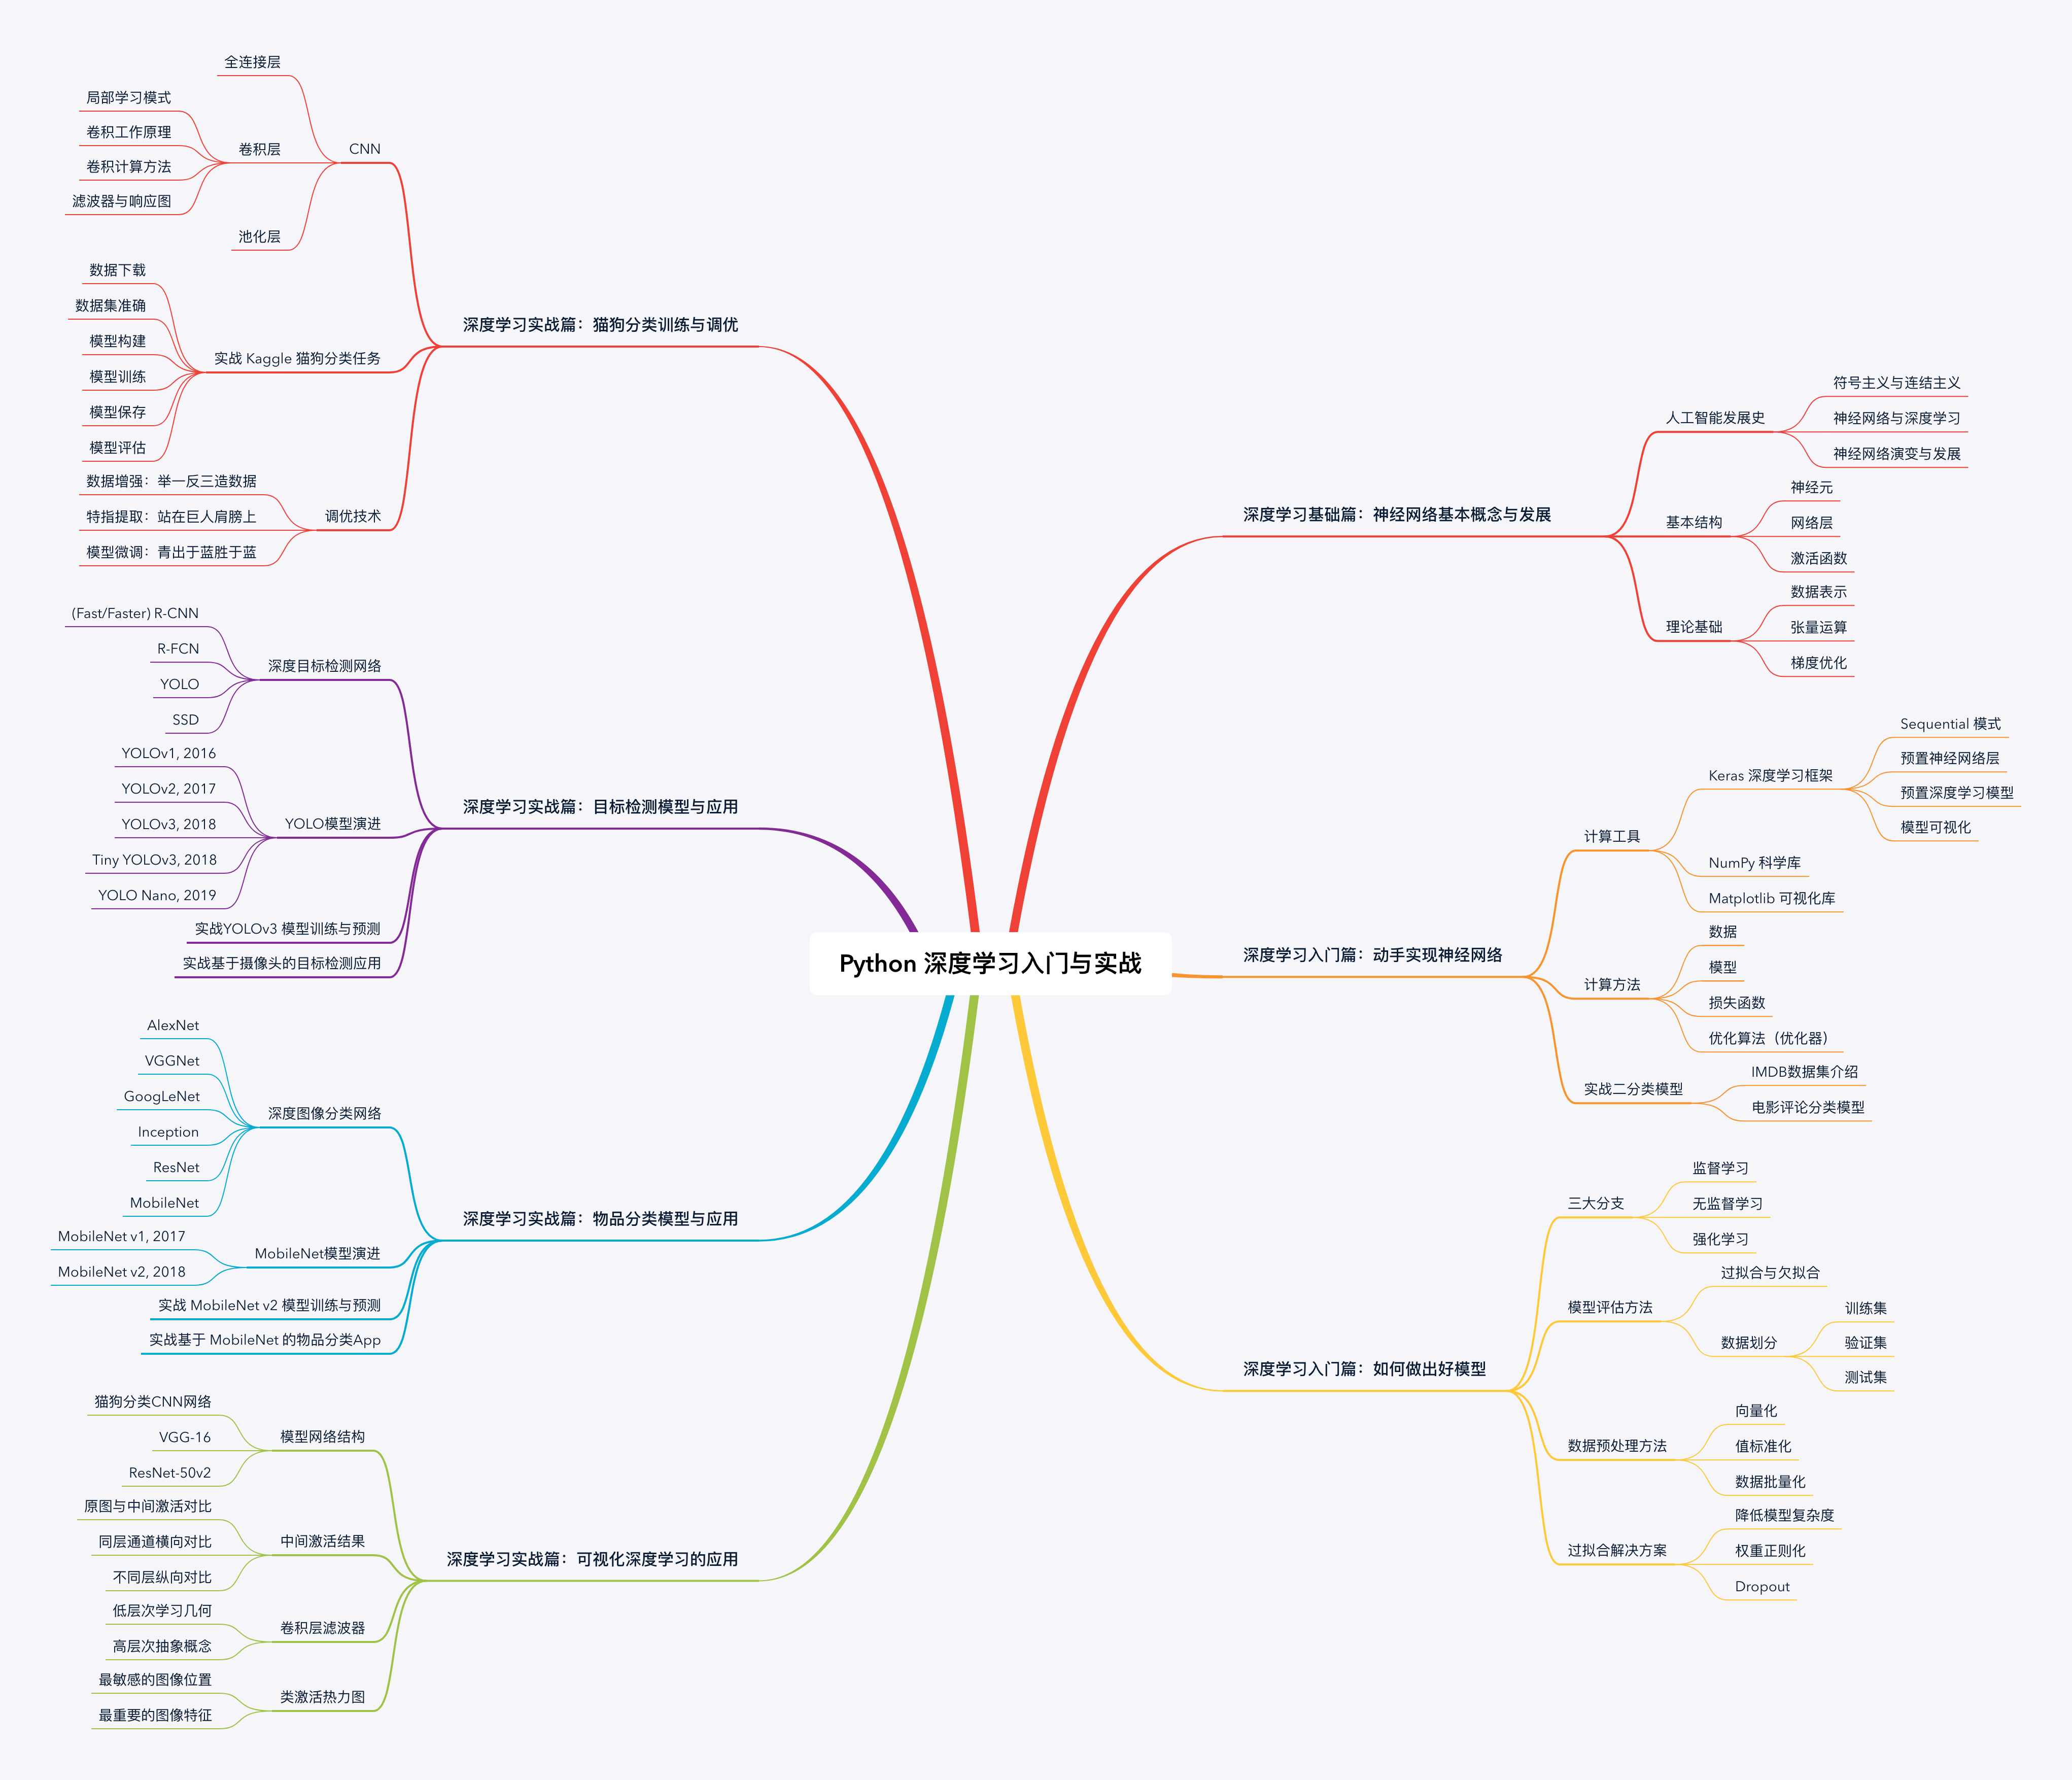 Python 深度学习入门与实战
深度学习基础篇：神经网络基本概念与发展
人工智能发展史
符号主义与连结主义
神经网络与深度学习
神经网络演变与发展
基本结构
神经元
网络层
激活函数
理论基础
数据表示
张量运算
梯度优化
深度学习入门篇：动手实现神经网络
计算工具
Keras 深度学习框架
Sequential 模式
预置神经网络层
预置深度学习模型
模型可视化
NumPy 科学库
Matplotlib 可视化库
计算方法
数据
模型
损失函数
优化算法（优化器）
实战二分类模型
IMDB数据集介绍
电影评论分类模型
深度学习入门篇：如何做出好模型
三大分支
监督学习
无监督学习
强化学习
模型评估方法
过拟合与欠拟合
数据划分
训练集
验证集
测试集
数据预处理方法
向量化
值标准化
数据批量化
过拟合解决方案
降低模型复杂度
权重正则化
Dropout
深度学习实战篇：猫狗分类训练与调优
CNN
全连接层
卷积层
局部学习模式
卷积工作原理
卷积计算方法
滤波器与响应图
池化层
实战 Kaggle 猫狗分类任务
数据下载
数据集准确
模型构建
模型训练
模型保存
模型评估
调优技术
数据增强：举一反三造数据
特指提取：站在巨人肩膀上
模型微调：青出于蓝胜于蓝
深度学习实战篇：目标检测模型与应用
深度目标检测网络
(Fast/Faster) R-CNN
R-FCN
YOLO
SSD
YOLO模型演进
YOLOv1, 2016
YOLOv2, 2017
YOLOv3, 2018
Tiny YOLOv3, 2018
YOLO Nano, 2019
实战YOLOv3 模型训练与预测
实战基于摄像头的目标检测应用
深度学习实战篇：物品分类模型与应用
深度图像分类网络
AlexNet
VGGNet
GoogLeNet
Inception
ResNet
MobileNet
MobileNet模型演进
MobileNet v1, 2017
MobileNet v2, 2018
实战 MobileNet v2 模型训练与预测
实战基于 MobileNet 的物品分类App
深度学习实战篇：可视化深度学习的应用
模型网络结构
猫狗分类CNN网络
VGG-16
ResNet-50v2
中间激活结果
原图与中间激活对比
同层通道横向对比
不同层纵向对比
卷积层滤波器
低层次学习几何
高层次抽象概念
类激活热力图
最敏感的图像位置
最重要的图像特征